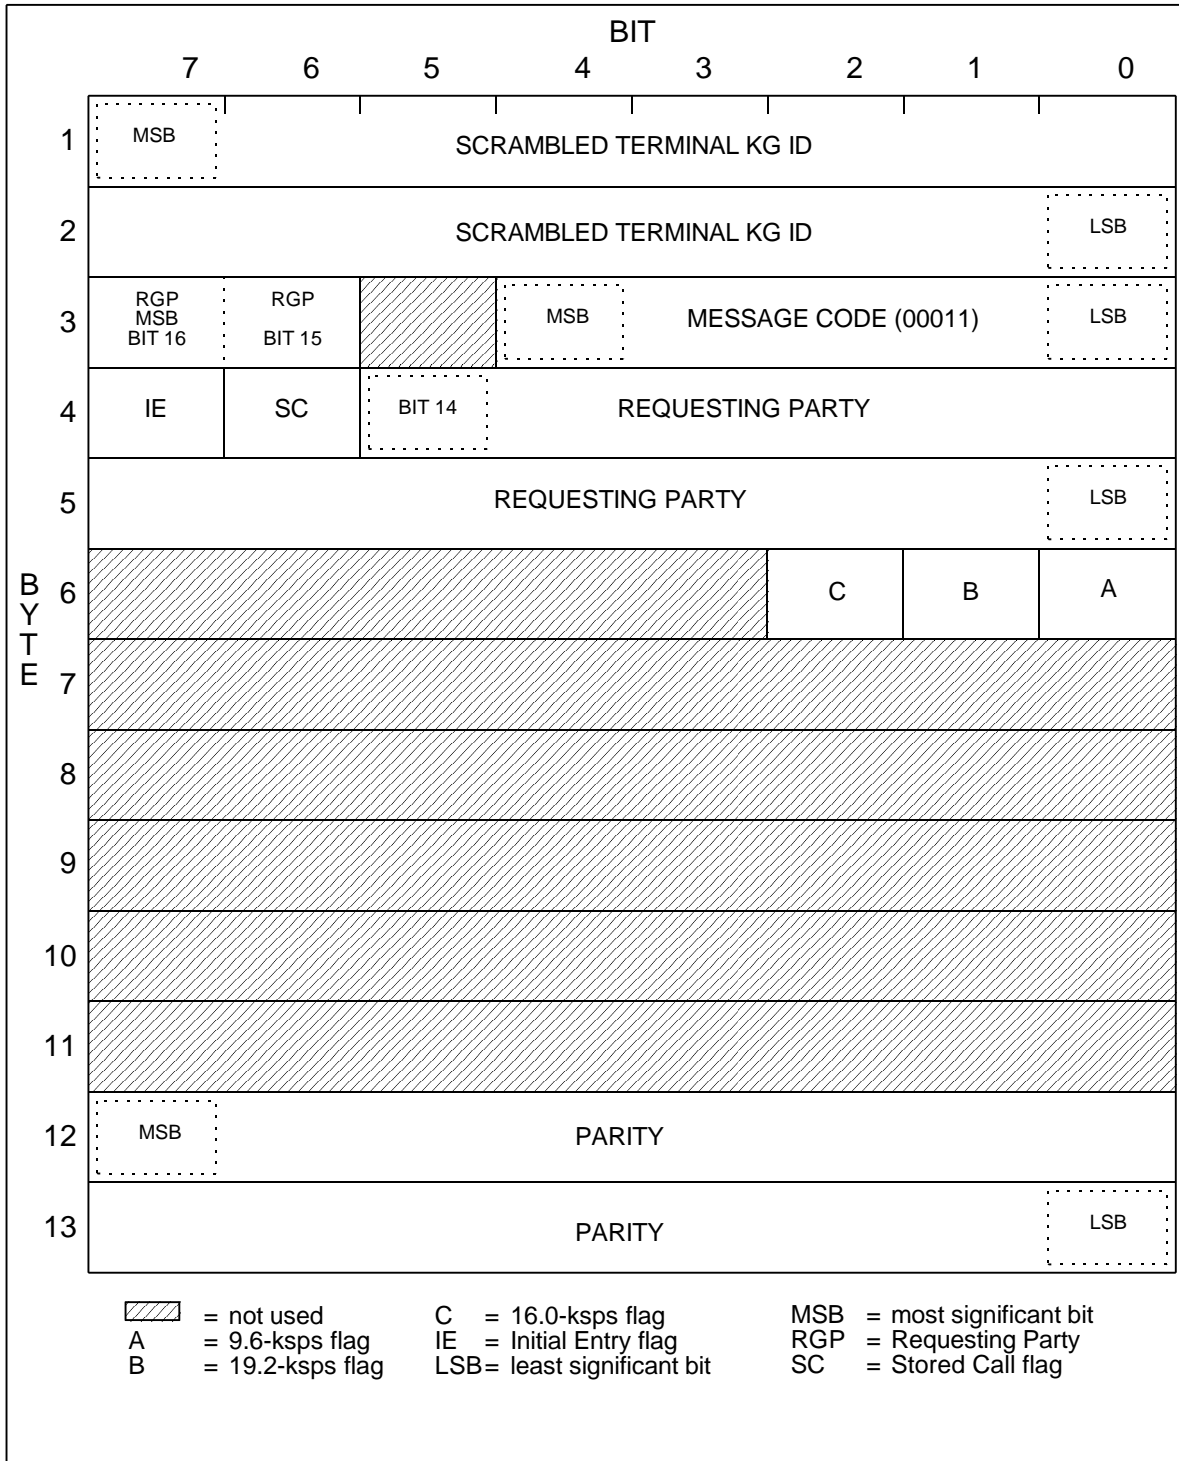 BIT
7 6 5 4 3 2 1 0
1 MSB SCRAMBLED TERMINAL KG ID
2 SCRAMBLED TERMINAL KG ID LSB
3 RGP MSB BIT 16 RGP BIT 15 MSB MESSAGE CODE (00011) LSB
4 IE SC BIT 14 REQUESTING PARTY
5 REQUESTING PARTY LSB
BYTE
6 C B A
7
8
9
10
11
12 MSB PARITY
13 PARITY LSB
= not used C = 16.0-ksps flag MSB = most significant bit
A = 9.6-ksps flag IE = Initial Entry flag RGP = Requesting Party
B = 19.2-ksps flag LSB= least significant bit SC = Stored Call flag